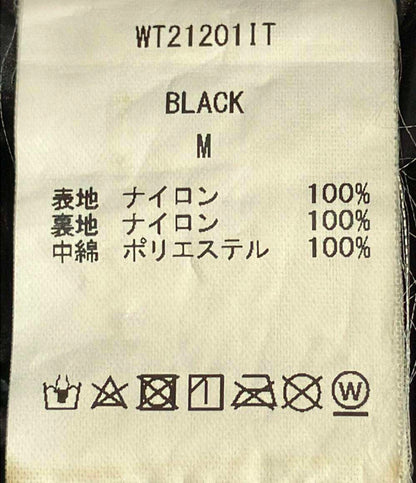 WT21201IT
BLACK
M
表地 ナイロン 100%
裏地 ナイロン 100%
中綿 ポリエステル 100%
W